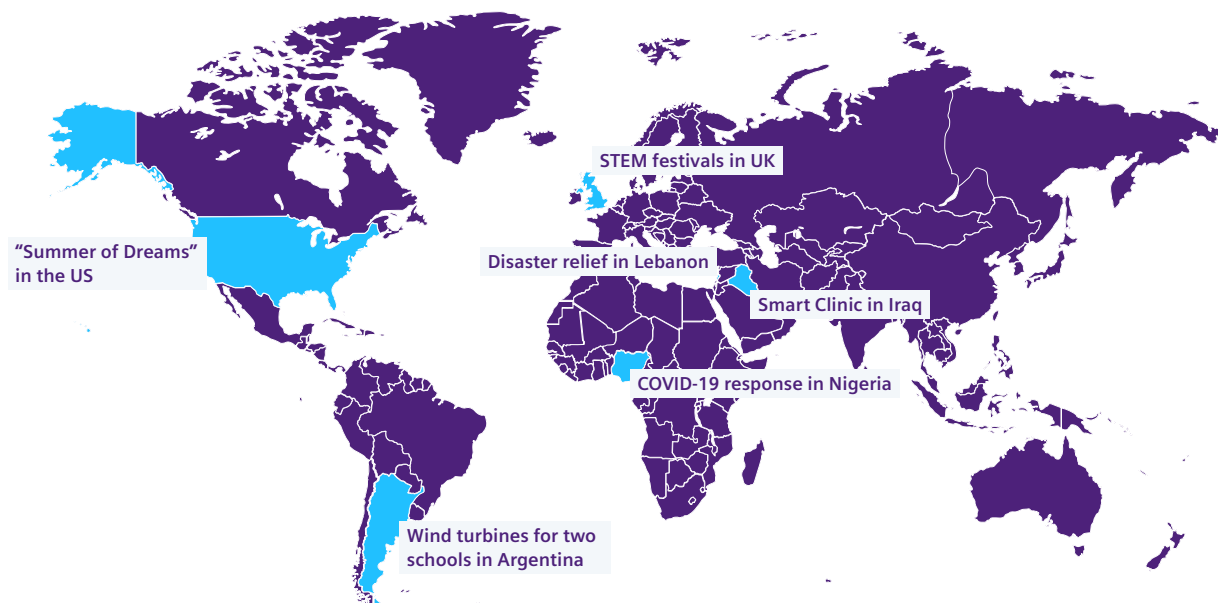 STEM festivals in UK
“Summer of Dreams”
in the US
Disaster relief in Lebanon
Smart Clinic in Iraq
COVID-19 response in Nigeria
Wind turbines for two
schools in Argentina